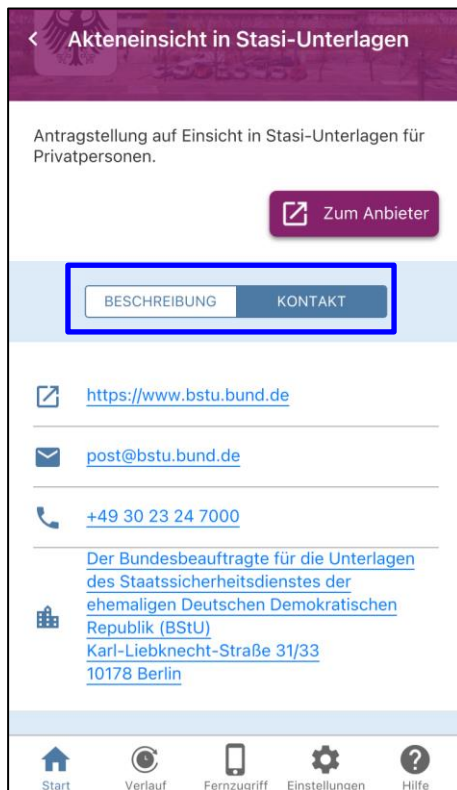 Akteneinsicht in Stasi-Unterlagen
Antragstellung auf Einsicht in Stasi-Unterlagen für
Privatpersonen.
Zum Anbieter
BESCHREIBUNG KONTAKT
https://www.bstu.bund.de
post@bstu.bund.de
+49 30 23 24 7000
Der Bundesbeauftragte für die Unterlagen
des Staatssicherheitsdienstes der
ehemaligen Deutschen Demokratischen
Republik (BStU)
Karl-Liebknecht-Straße 31/33
10178 Berlin
Start Verlauf Fernzugriff Einstellungen Hilfe